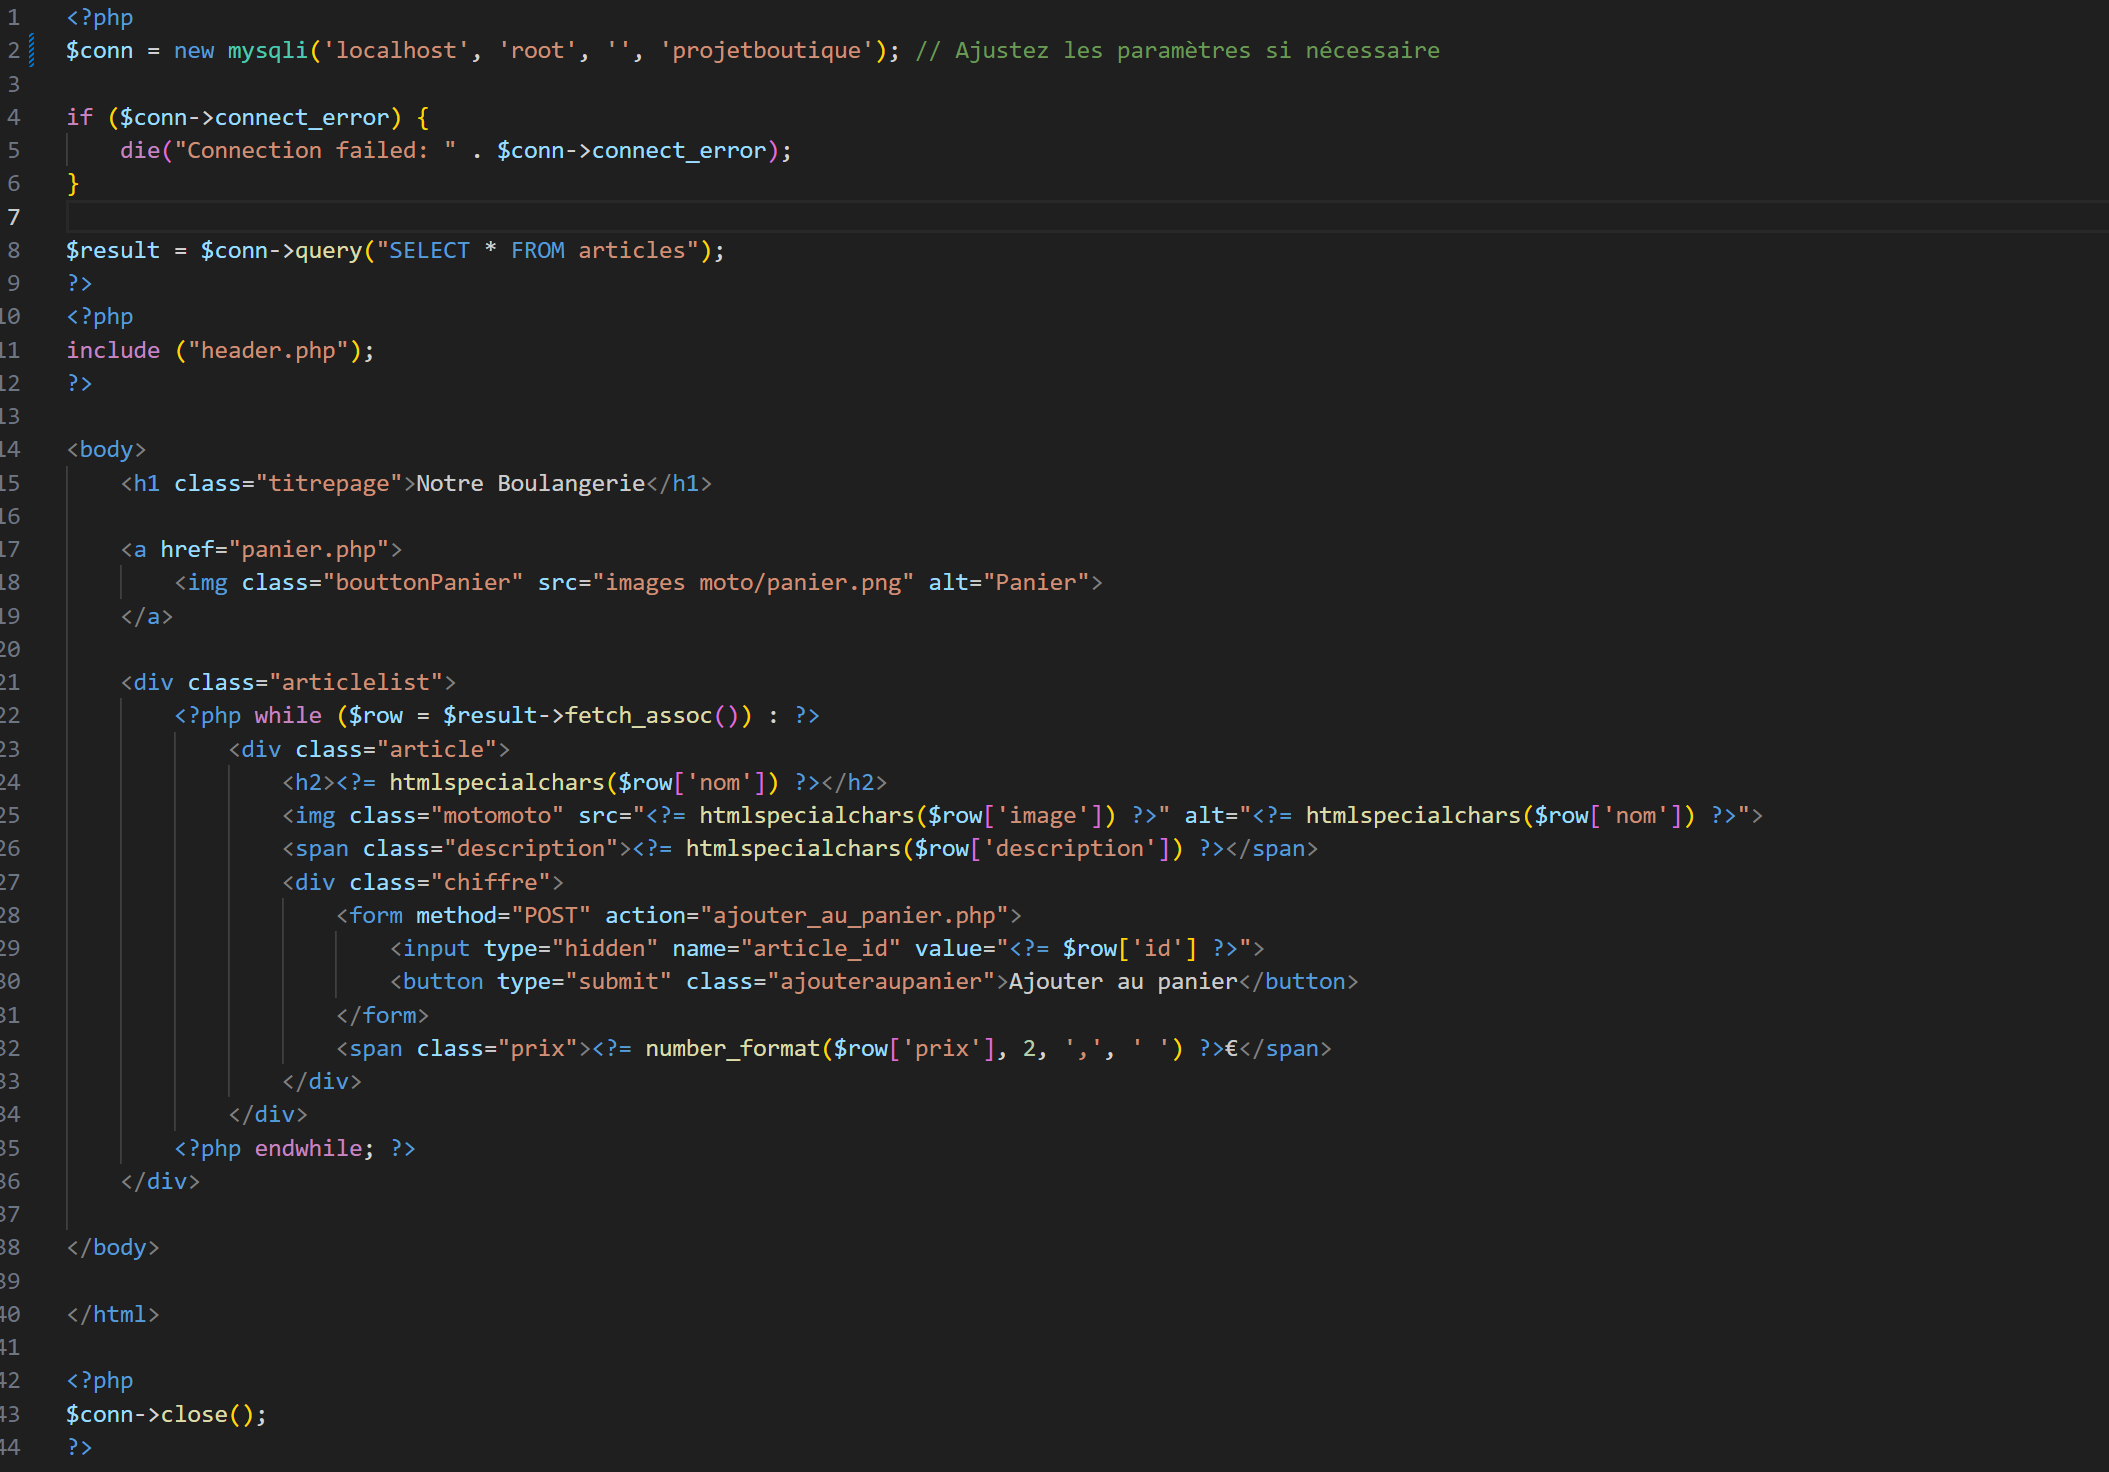 1 <?php
2 $conn = new mysqli('localhost', 'root', '', 'projetboutique'); // Ajustez les paramètres si nécessaire
3
4 if ($conn->connect_error) {
5     die("Connection failed: " . $conn->connect_error);
6 }
7
8 $result = $conn->query("SELECT * FROM articles");
9 ?>
10 <?php
11 include ("header.php");
12 ?>
13
14 <body>
15     <h1 class="titrepage">Notre Boulangerie</h1>
16
17     <a href="panier.php">
18         <img class="bouttonPanier" src="images moto/panier.png" alt="Panier">
19     </a>
20
21     <div class="articlelist">
22         <?php while ($row = $result->fetch_assoc()) : ?>
23             <div class="article">
24                 <h2><?= htmlspecialchars($row['nom']) ?></h2>
25                 <img class="motomoto" src="<?= htmlspecialchars($row['image']) ?>" alt="<?= htmlspecialchars($row['nom']) ?>">
26                 <span class="description"><?= htmlspecialchars($row['description']) ?></span>
27                 <div class="chiffre">
28                     <form method="POST" action="ajouter_au_panier.php">
29                         <input type="hidden" name="article_id" value="<?= $row['id'] ?>">
30                         <button type="submit" class="ajouteraupanier">Ajouter au panier</button>
31                     </form>
32                     <span class="prix"><?= number_format($row['prix'], 2, ',', ' ') ?>€</span>
33                 </div>
34             </div>
35         <?php endwhile; ?>
36     </div>
37
38 </body>
39
40 </html>
41
42 <?php
43 $conn->close();
44 ?>